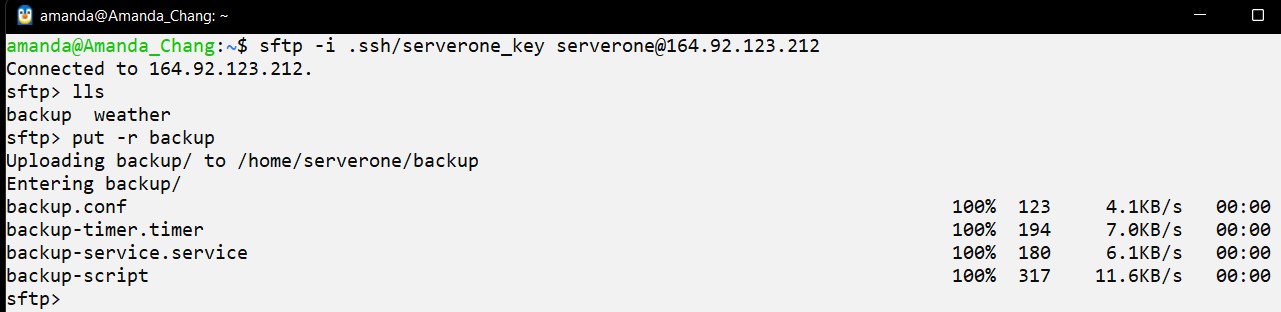 amanda@Amanda_Chang: ~
amanda@Amanda_Chang:~$ sftp -i .ssh/serverone_key serverone@164.92.123.212
Connected to 164.92.123.212.
sftp> lls
backup  weather
sftp> put -r backup
Uploading backup/ to /home/serverone/backup
Entering backup/
backup.conf 100% 123 4.1KB/s 00:00
backup-timer.timer 100% 194 7.0KB/s 00:00
backup-service.service 100% 180 6.1KB/s 00:00
backup-script 100% 317 11.6KB/s 00:00
sftp>